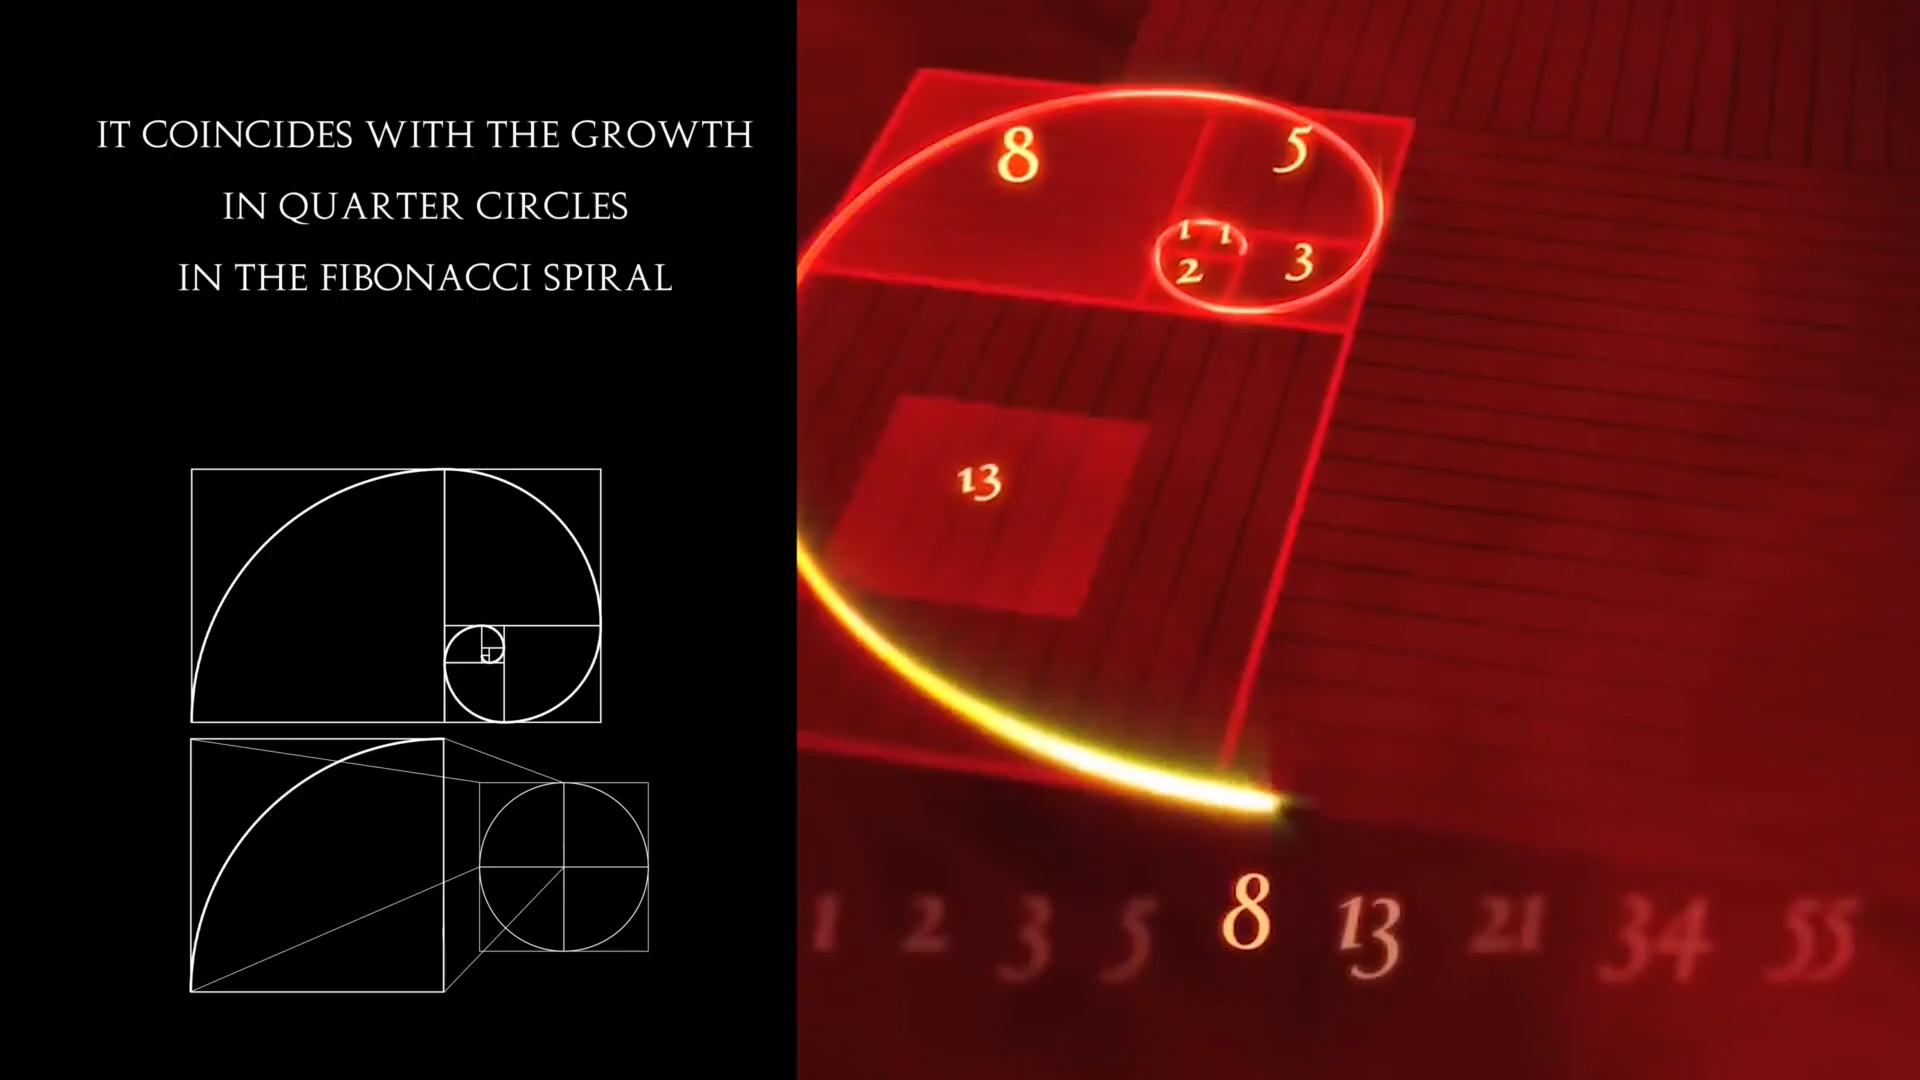 IT COINCIDES WITH THE GROWTH
IN QUARTER CIRCLES
IN THE FIBONACCI SPIRAL
8
5
1
1
2
3
13
1 2 3 5 8 13 21 34 55